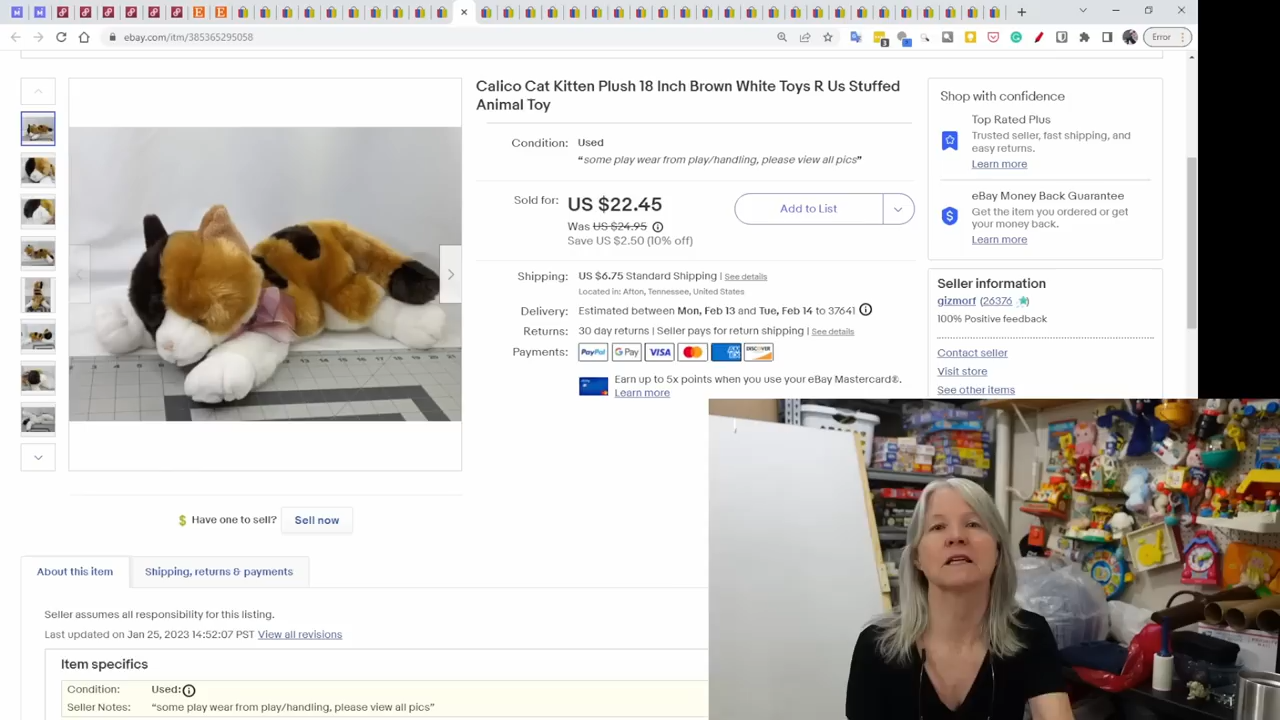 ebay.com/itm/385365295058
Error
Calico Cat Kitten Plush 18 Inch Brown White Toys R Us Stuffed
Animal Toy
Condition: Used
“some play wear from play/handling, please view all pics”
Sold for: US $22.45
Was US $24.95
Save US $2.50 (10% off)
Add to List
Shipping: US $6.75 Standard Shipping | See details
Located in: Afton, Tennessee, United States
Delivery: Estimated between Mon, Feb 13 and Tue, Feb 14 to 37641
Returns: 30 day returns | Seller pays for return shipping | See details
Payments: PayPal G Pay VISA MasterCard AMEX DISCOVER
Earn up to 5x points when you use your eBay Mastercard®.
Learn more
Shop with confidence
Top Rated Plus
Trusted seller, fast shipping, and
easy returns.
Learn more
eBay Money Back Guarantee
Get the item you ordered or get
your money back.
Learn more
Seller information
gizmorf (26376)
100% Positive feedback
Contact seller
Visit store
See other items
Have one to sell? Sell now
About this item
Shipping, returns & payments
Seller assumes all responsibility for this listing.
Last updated on Jan 25, 2023 14:52:07 PST View all revisions
Item specifics
Condition: Used:
Seller Notes: “some play wear from play/handling, please view all pics”